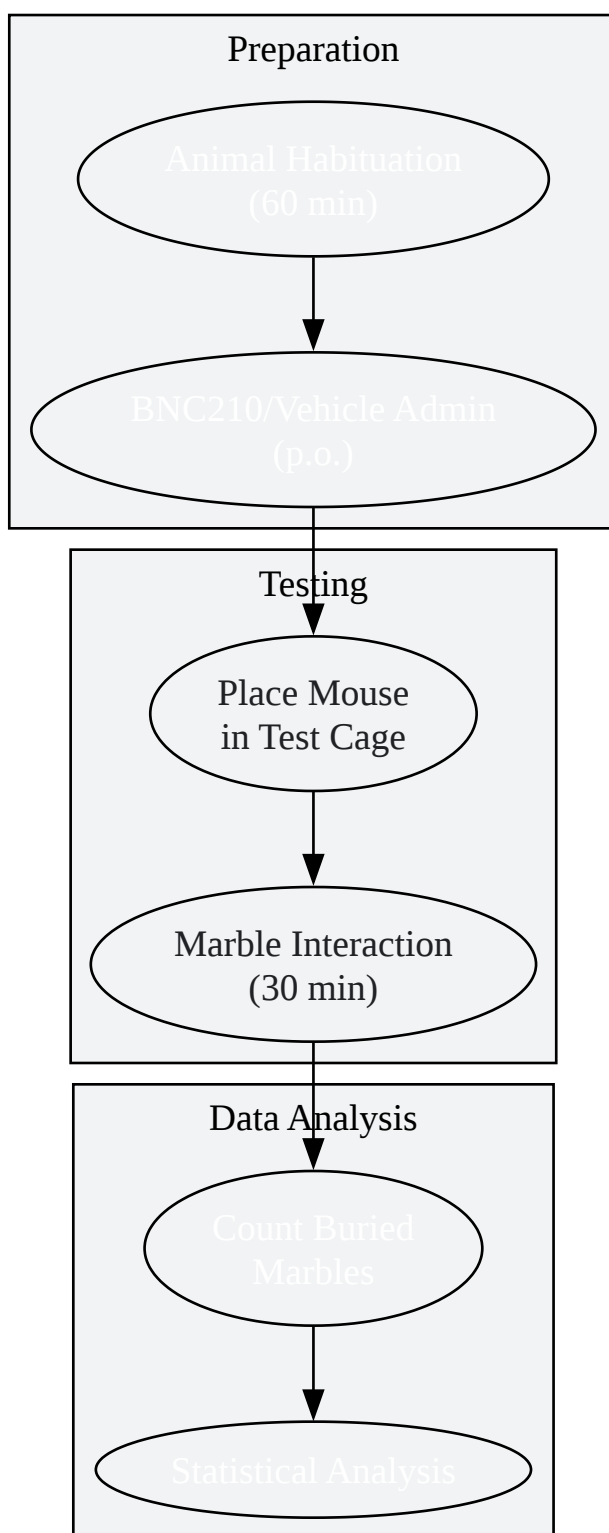 Preparation
Animal Habituation
(60 min)
BNC210/Vehicle Admin
(p.o.)
Testing
Place Mouse
in Test Cage
Marble Interaction
(30 min)
Data Analysis
Count Buried
Marbles
Statistical Analysis